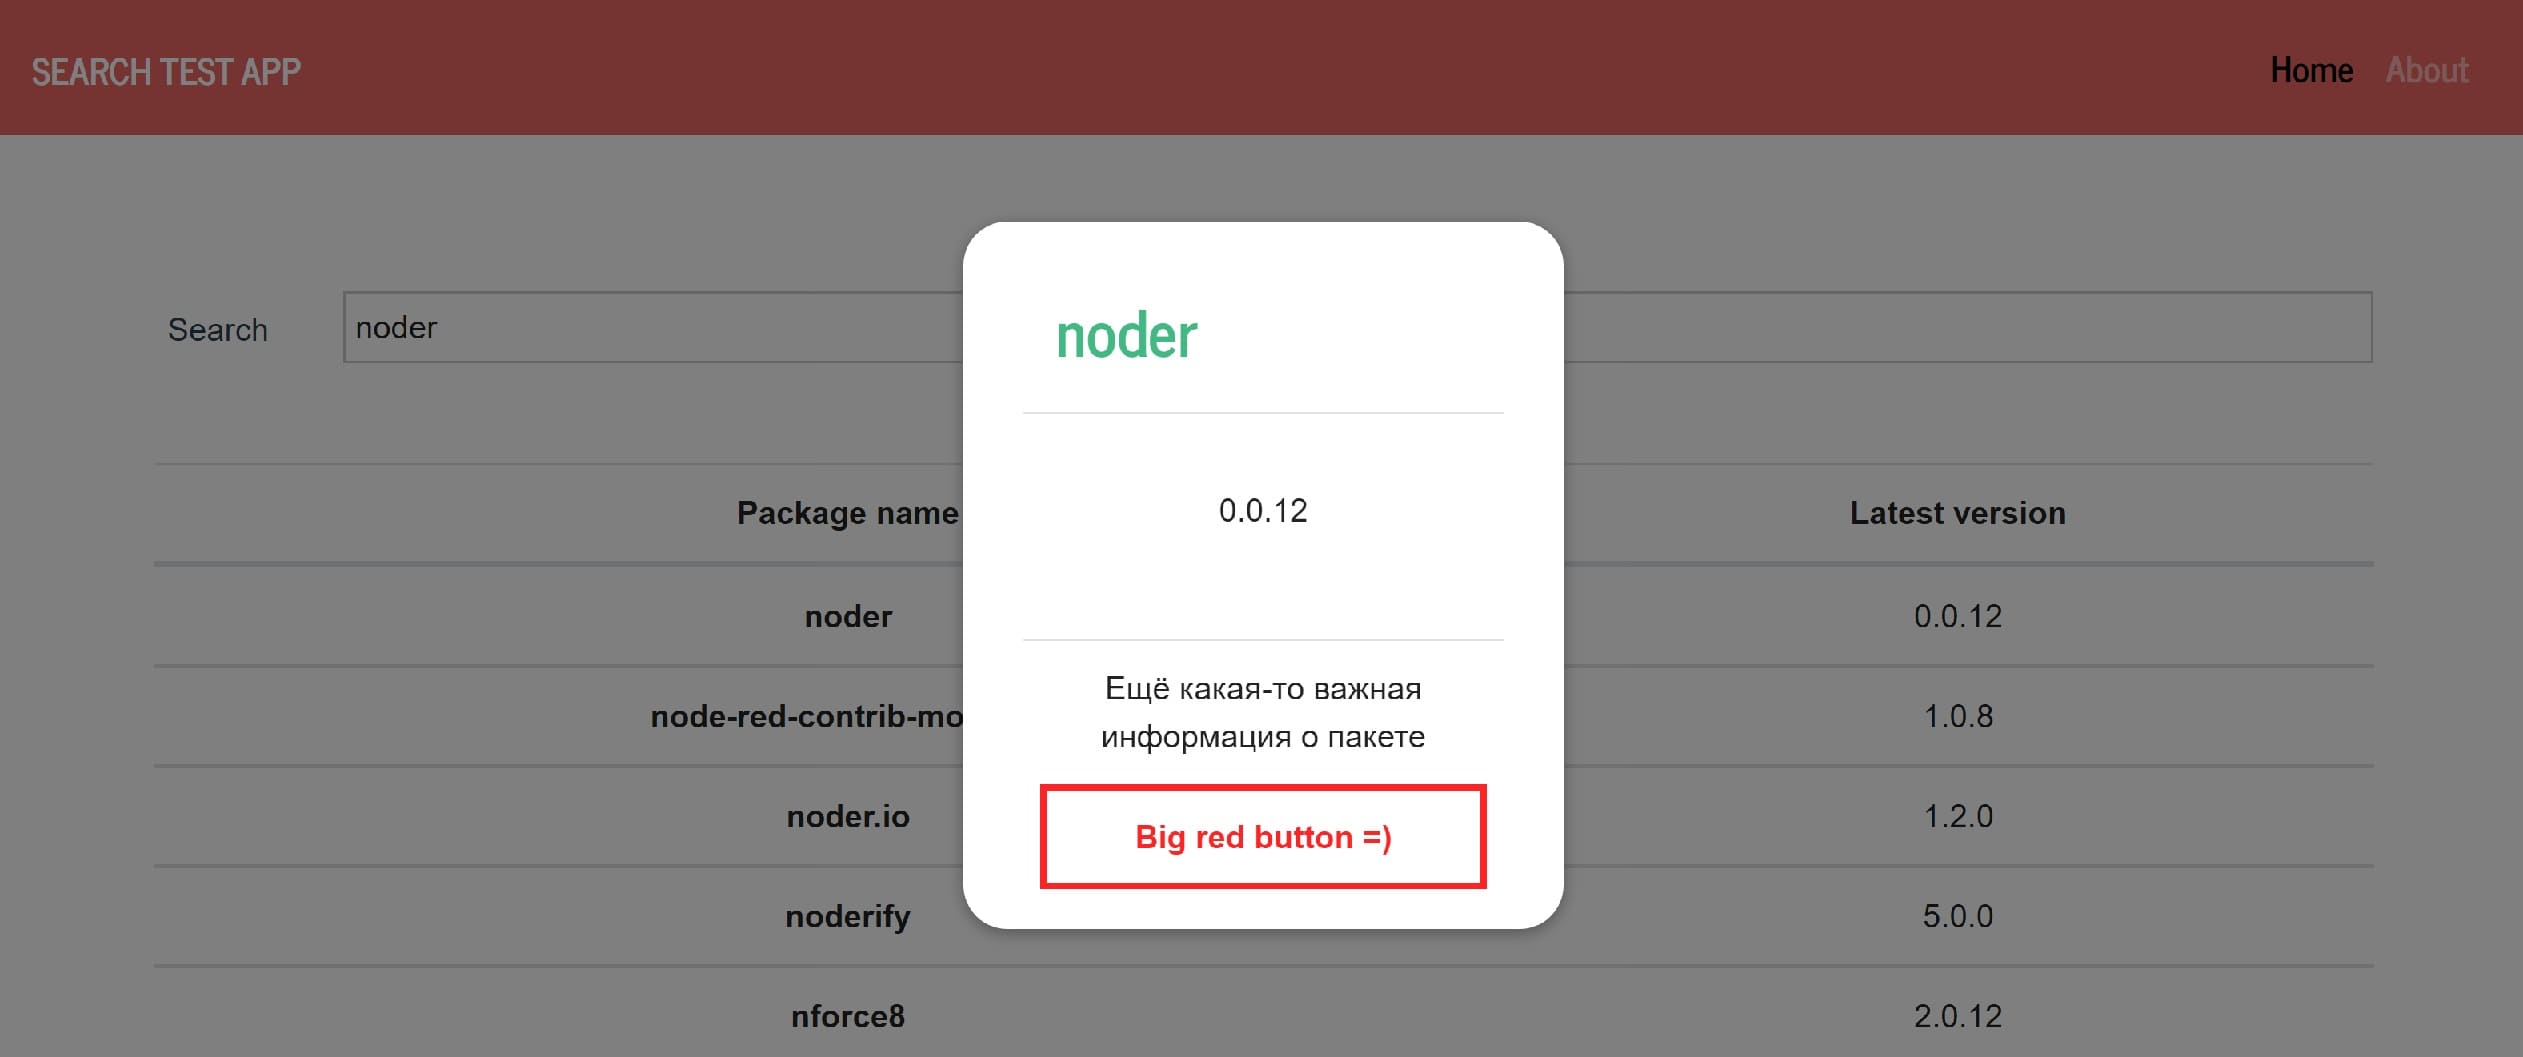 SEARCH TEST APP
Home About
Search noder
noder
0.0.12
Ещё какая-то важная
информация о пакете
Big red button =)
Package name Latest version
noder 0.0.12
node-red-contrib-mo 1.0.8
noder.io 1.2.0
noderify 5.0.0
nforce8 2.0.12